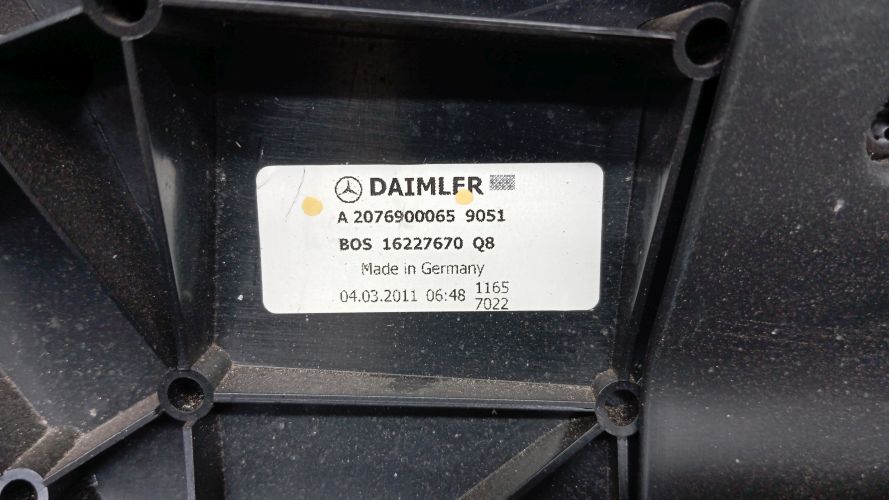 DAIMLER
A 2076900065 9051
BOS 16227670 Q8
Made in Germany
04.03.2011 06:48 1165
7022